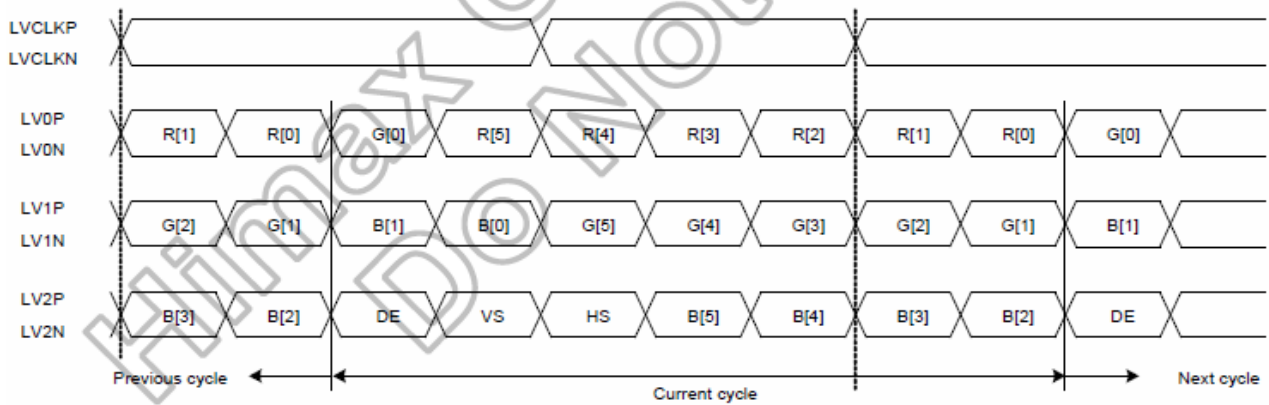 LVCLKP
LVCLKN
LV0P R[1] R[0] G[0] R[5] R[4] R[3] R[2] R[1] R[0] G[0]
LV0N
LV1P G[2] G[1] B[1] B[0] G[5] G[4] G[3] G[2] G[1] B[1]
LV1N
LV2P B[3] B[2] DE VS HS B[5] B[4] B[3] B[2] DE
LV2N
Previous cycle Current cycle Next cycle
Himax
Do Not